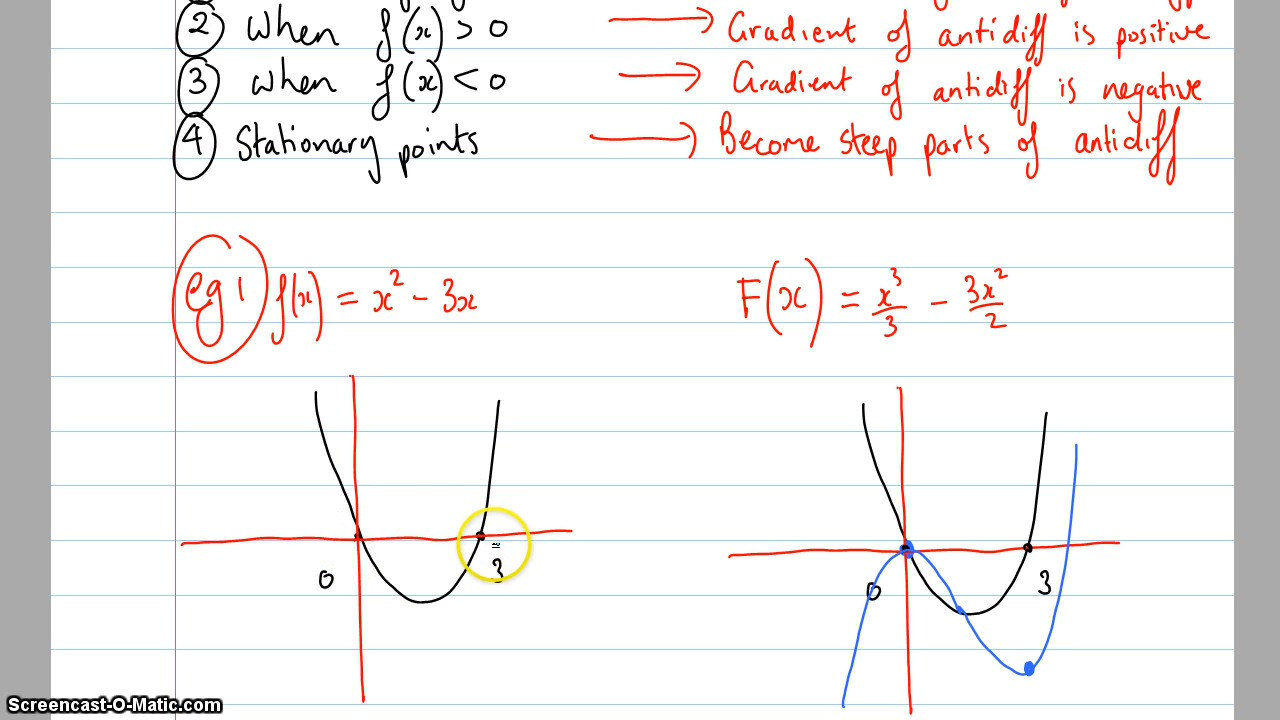 ② When f(x) > 0 → Gradient of antidiff is positive
③ When f(x) < 0 → Gradient of antidiff is negative
④ Stationary points → Become steep parts of antidiff
eg 1 f(x) = x² - 3x F(x) = x³/3 - 3x²/2
0 3 0 3
Screencast-O-Matic.com